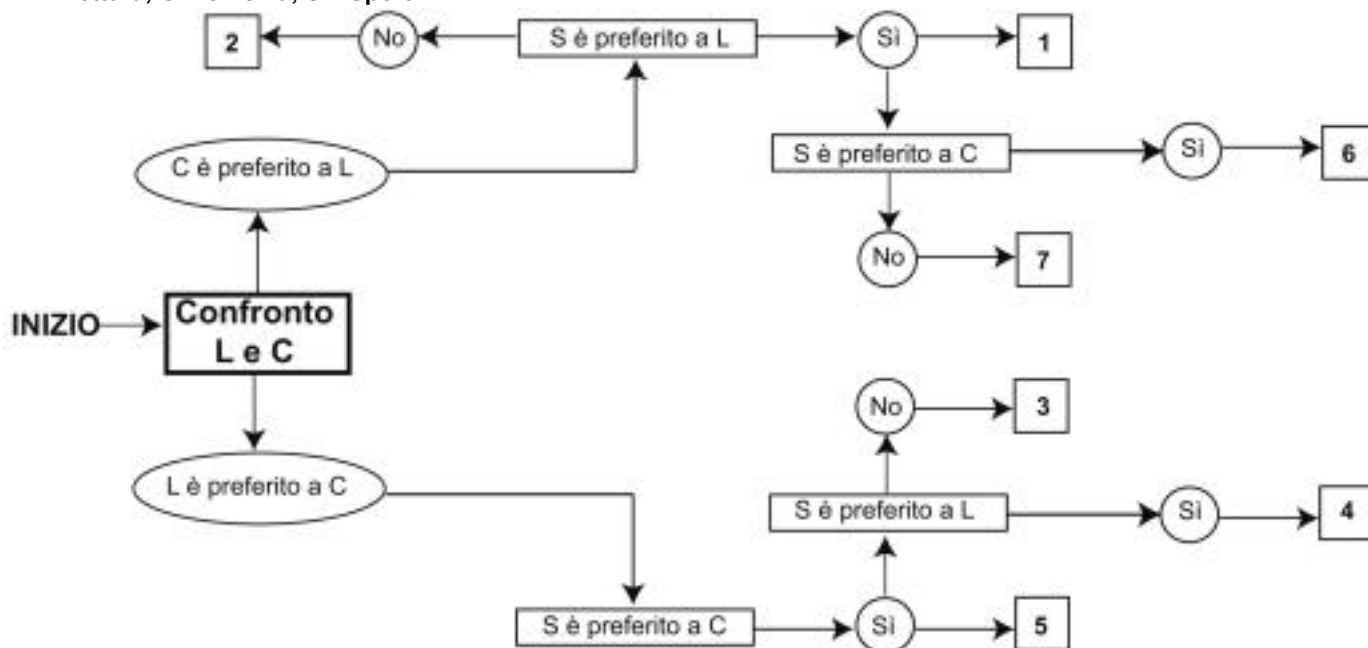 2
No
S è preferito a L
Sì
1
S è preferito a C
Sì
6
C è preferito a L
No
7
INIZIO
Confronto
L e C
No
3
L è preferito a C
S è preferito a L
Sì
4
S è preferito a C
Sì
5